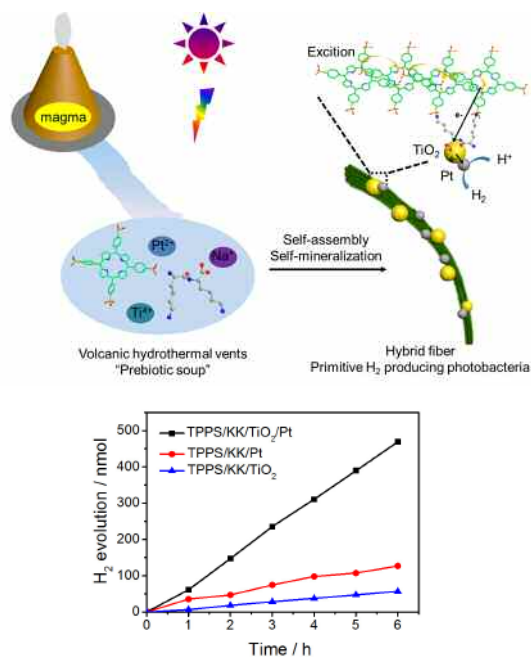 magma
Excition
e-
TiO2
Pt
H+
H2
Pt2+
Na+
Ti4+
Self-assembly
Self-mineralization
Volcanic hydrothermal vents
"Prebiotic soup"
Hybrid fiber
Primitive H2 producing photobacteria
TPPS/KK/TiO2/Pt
TPPS/KK/Pt
TPPS/KK/TiO2
H2 evolution / nmol
500
400
300
200
100
0
0 1 2 3 4 5 6
Time / h